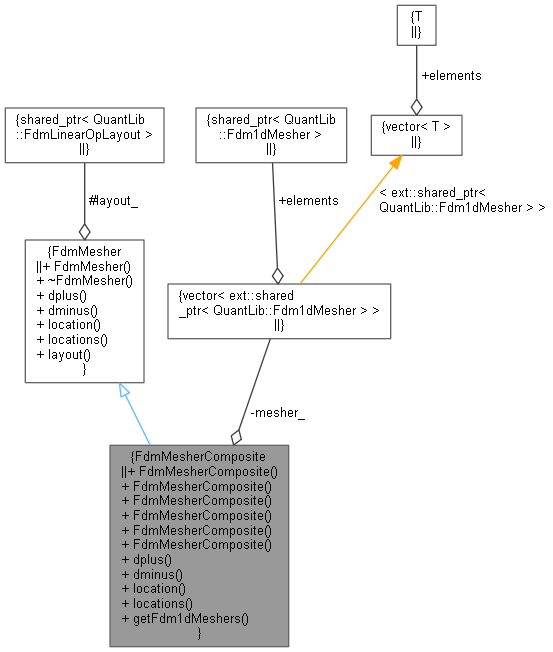 {T
||}
+elements
{shared_ptr< QuantLib
::FdmLinearOpLayout >
||}
{shared_ptr< QuantLib
::Fdm1dMesher >
||}
{vector< T >
||}
#layout_
+elements
< ext::shared_ptr<
QuantLib::Fdm1dMesher > >
{FdmMesher
||+ FdmMesher()
+ ~FdmMesher()
+ dplus()
+ dminus()
+ location()
+ locations()
+ layout()
}
{vector< ext::shared
_ptr< QuantLib::Fdm1dMesher > >
||}
-mesher_
{FdmMesherComposite
||+ FdmMesherComposite()
+ FdmMesherComposite()
+ FdmMesherComposite()
+ FdmMesherComposite()
+ FdmMesherComposite()
+ FdmMesherComposite()
+ dplus()
+ dminus()
+ location()
+ locations()
+ getFdm1dMeshers()
}